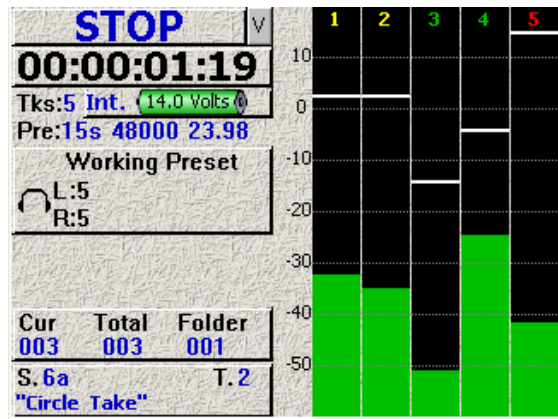 STOP V
00:00:01:19
Tks:5 Int. 14.0 Volts
Pre:15s 48000 23.98
Working Preset
L:5
R:5
Cur Total Folder
003 003 001
S. 6a T. 2
"Circle Take"
1 2 3 4 5
10
0
-10
-20
-30
-40
-50